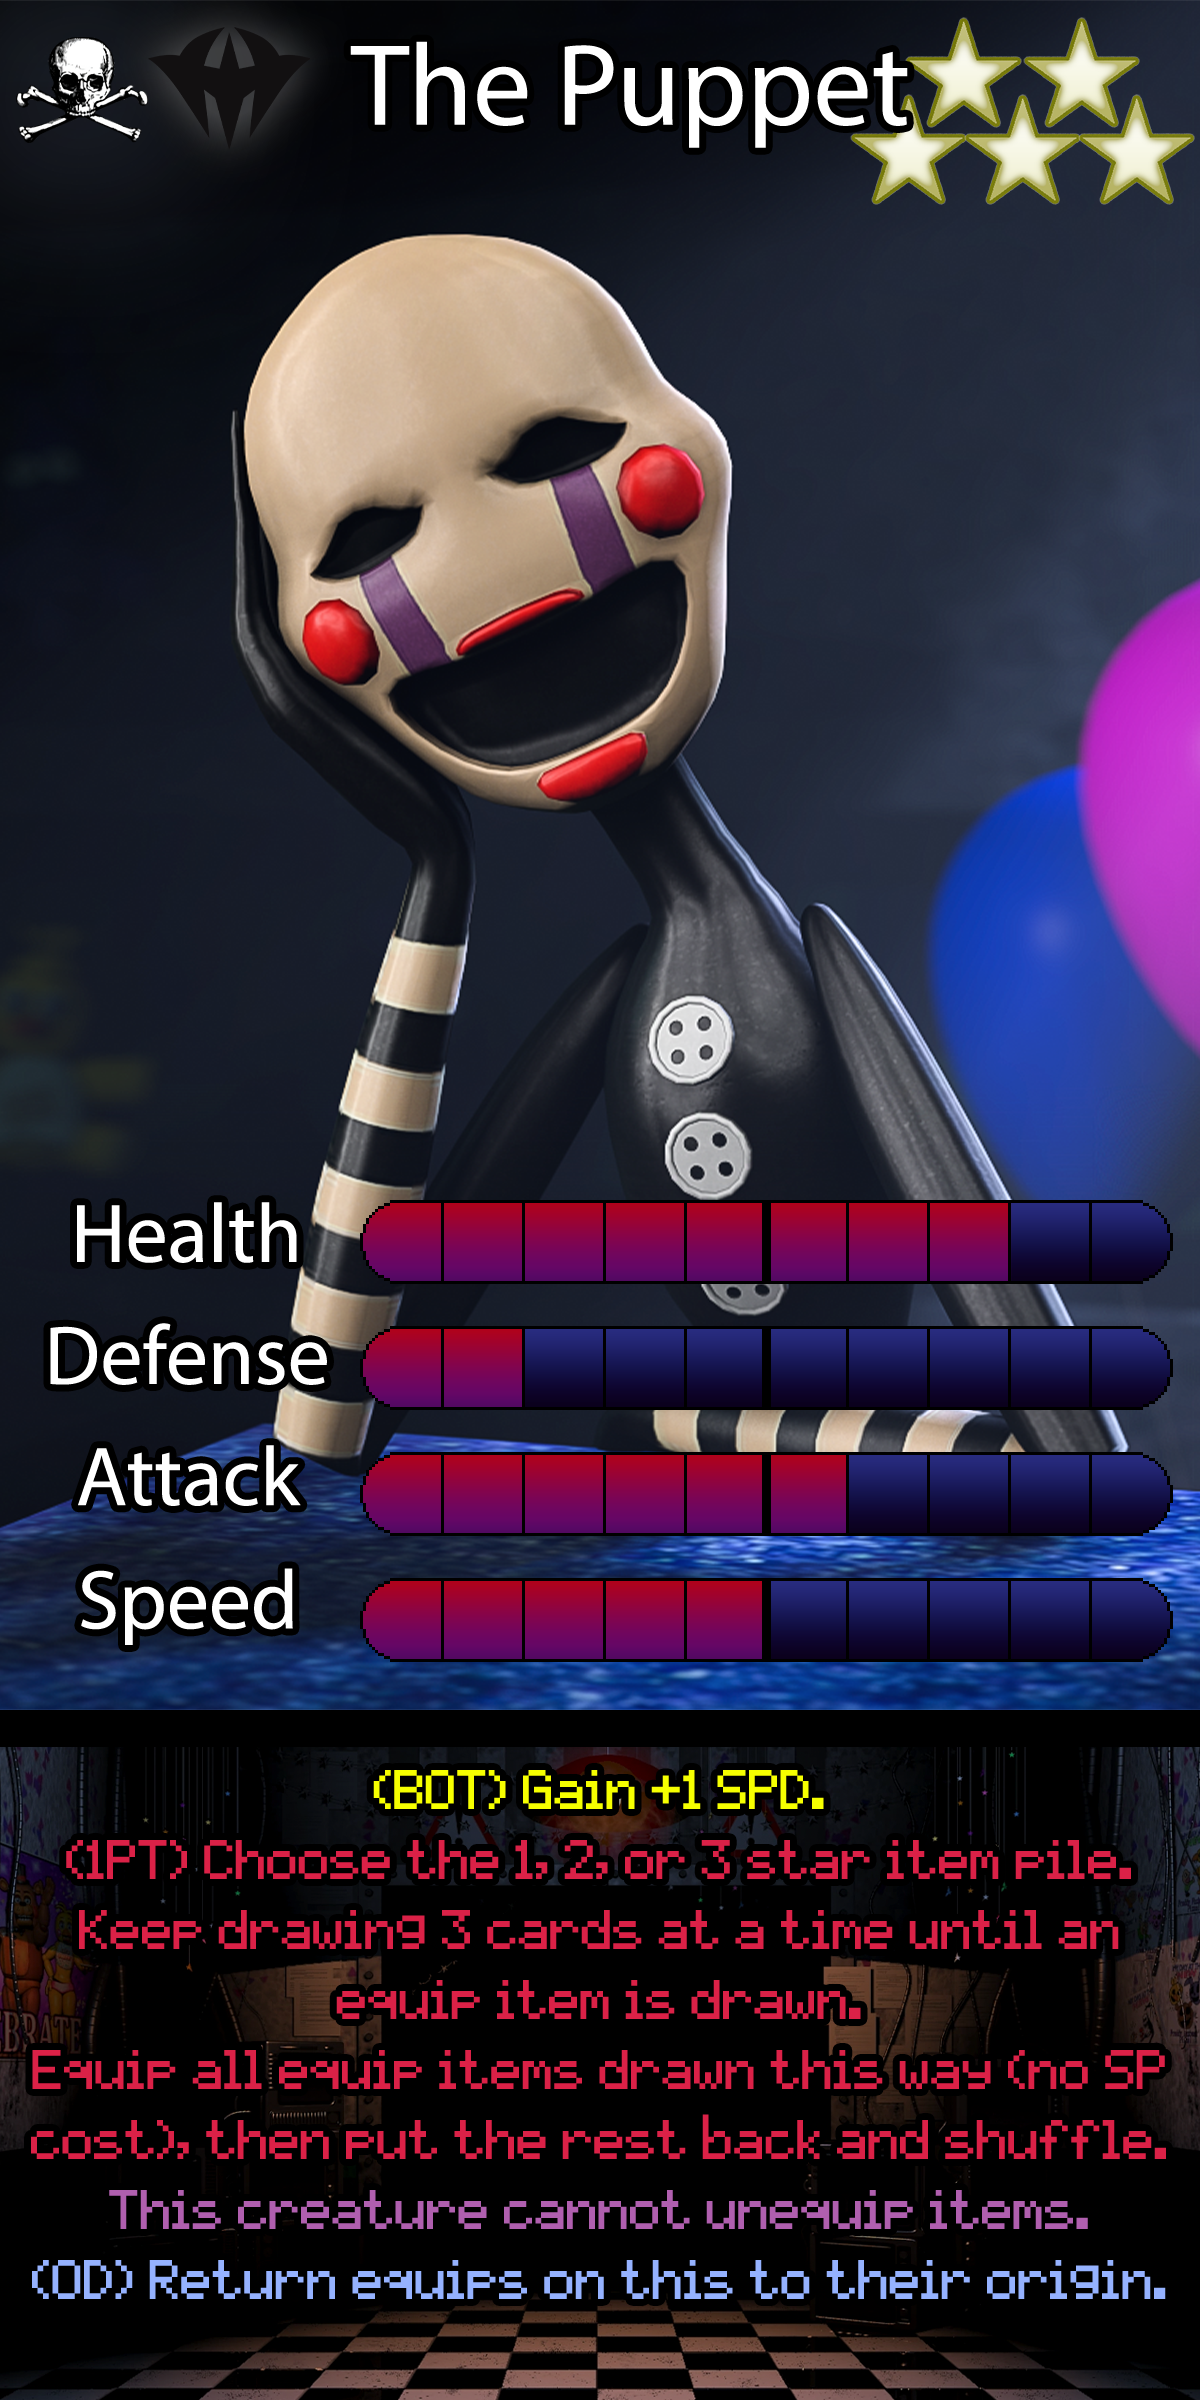 The Puppet
Health
Defense
Attack
Speed
(BOT) Gain +1 SPD.
(1PT) Choose the 1, 2, or 3 star item pile.
Keep drawing 3 cards at a time until an
equip item is drawn.
Equip all equip items drawn this way (no SP
cost), then put the rest back and shuffle.
This creature cannot unequip items.
(OD) Return equips on this to their origin.
BRATE